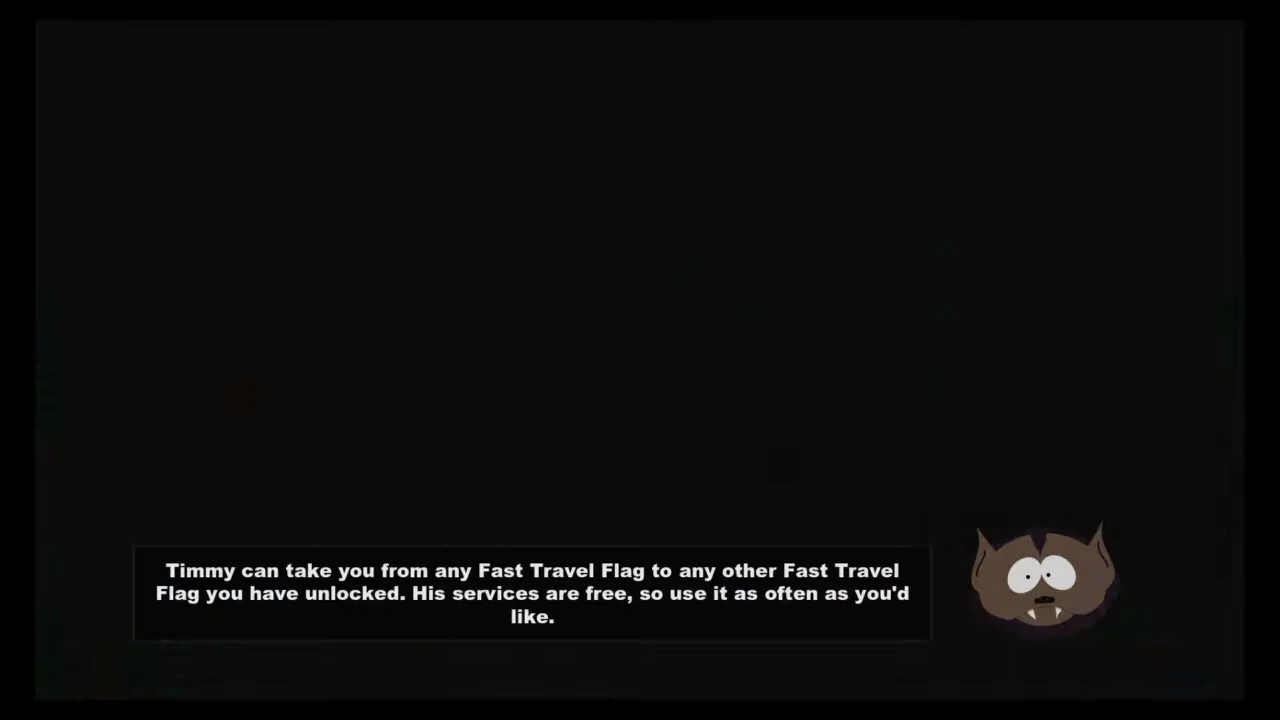 Timmy can take you from any Fast Travel Flag to any other Fast Travel
Flag you have unlocked. His services are free, so use it as often as you'd
like.